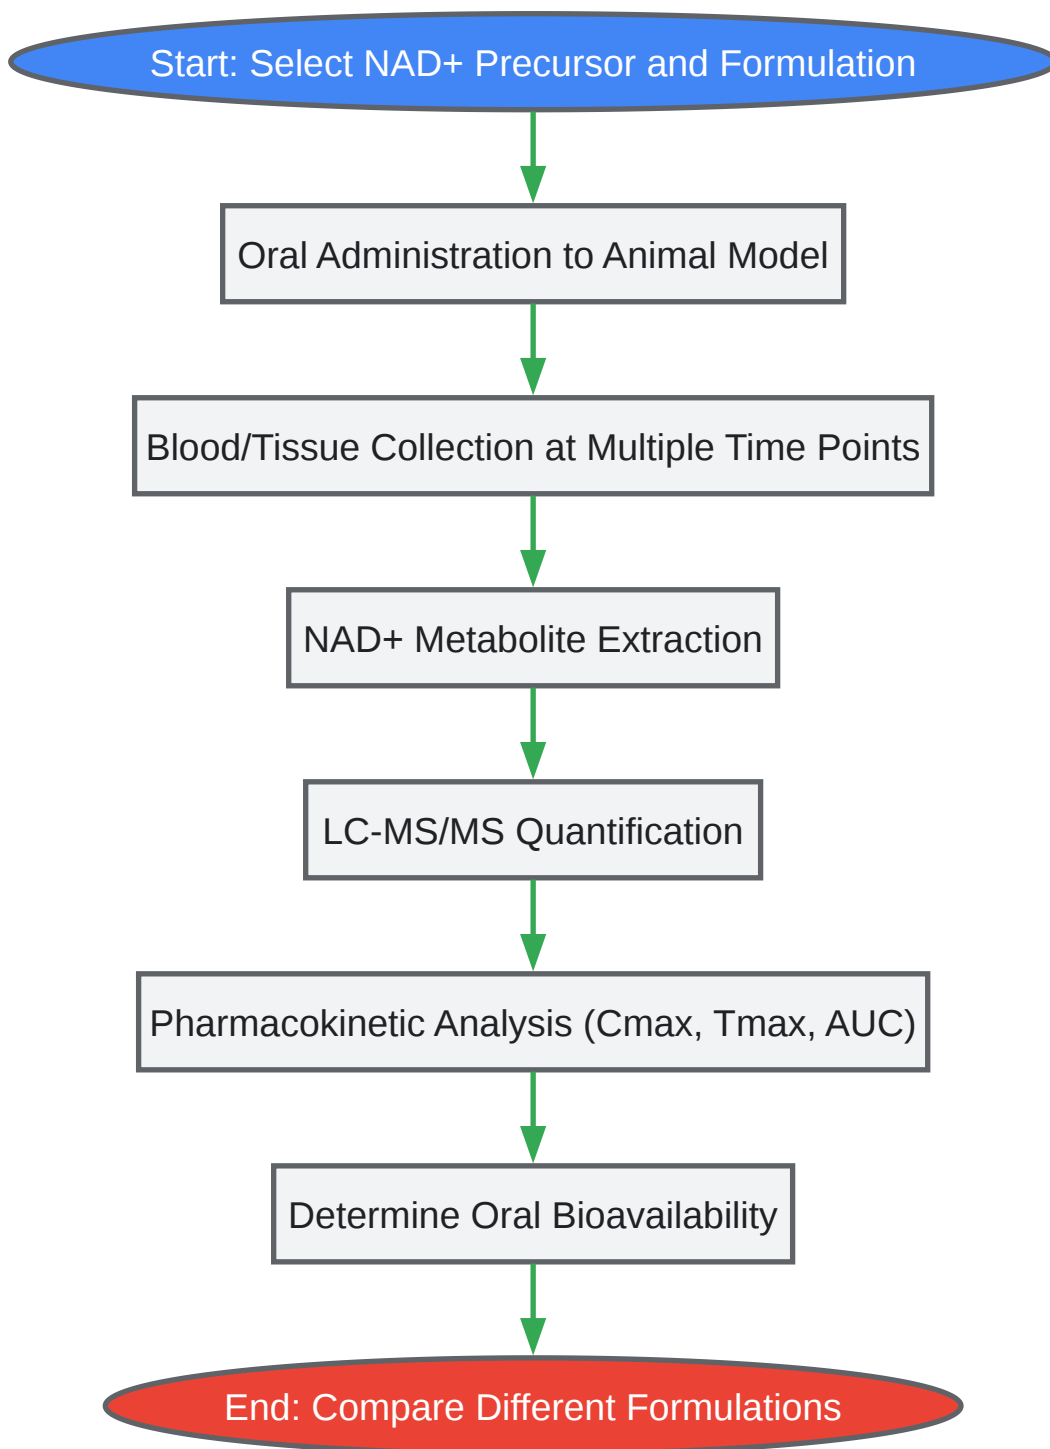 Start: Select NAD+ Precursor and Formulation
Oral Administration to Animal Model
Blood/Tissue Collection at Multiple Time Points
NAD+ Metabolite Extraction
LC-MS/MS Quantification
Pharmacokinetic Analysis (Cmax, Tmax, AUC)
Determine Oral Bioavailability
End: Compare Different Formulations